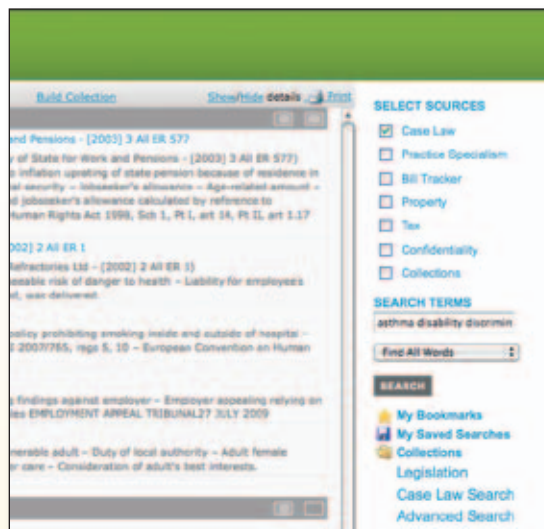 Build Collection
Show/Hide details
Print
and Pensions - [2003] 3 All ER 577
of State for Work and Pensions - [2003] 3 All ER 577)
inflation uprating of state pension because of residence in
security – Jobseeker's allowance – Age-related amount –
jobseeker's allowance calculated by reference to
Human Rights Act 1998, Sch 1, Pt I, art 14, Pt II, art 1.17
2002] 2 All ER 1
Refractories Ltd - [2002] 2 All ER 1)
risk of danger to health – Liability for employee's
was delivered.
policy prohibiting smoking inside and outside of hospital –
2007/765, regs 5, 10 – European Convention on Human
findings against employer – Employer appealing relying on
EMPLOYMENT APPEAL TRIBUNAL27 JULY 2009
adult – Duty of local authority – Adult female
care – Consideration of adult's best interests.
SELECT SOURCES
Case Law
Practice Specialism
Bill Tracker
Property
Tax
Confidentiality
Collections
SEARCH TERMS
asthma disability discrimin
Find All Words
SEARCH
My Bookmarks
My Saved Searches
Collections
Legislation
Case Law Search
Advanced Search